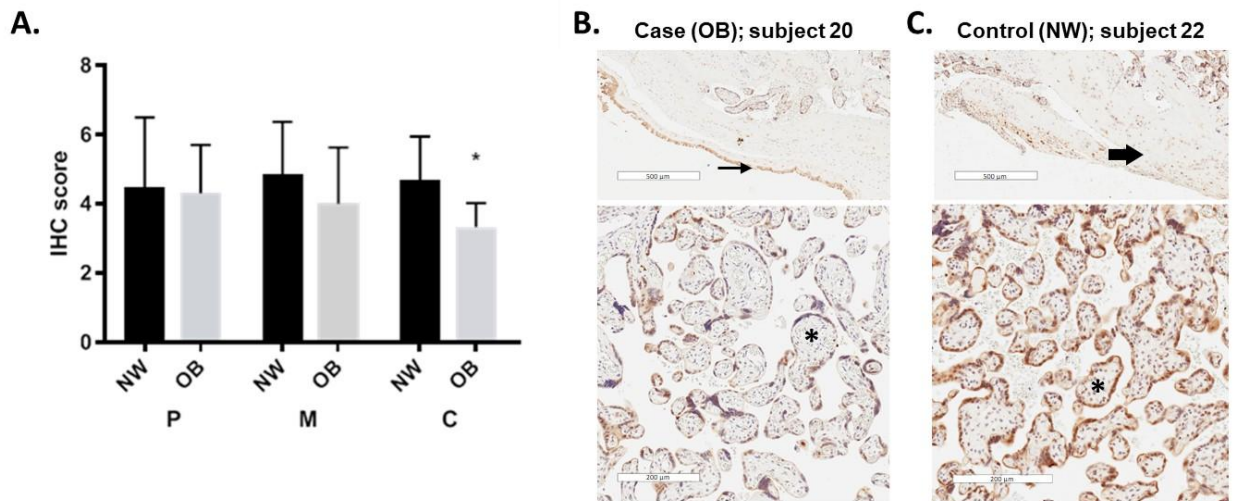 A.
IHC score
8
6
4
2
0
*
NW
OB
NW
OB
NW
OB
P
M
C
B.
Case (OB); subject 20
500 µm
*
200 µm
C.
Control (NW); subject 22
500 µm
*
200 µm